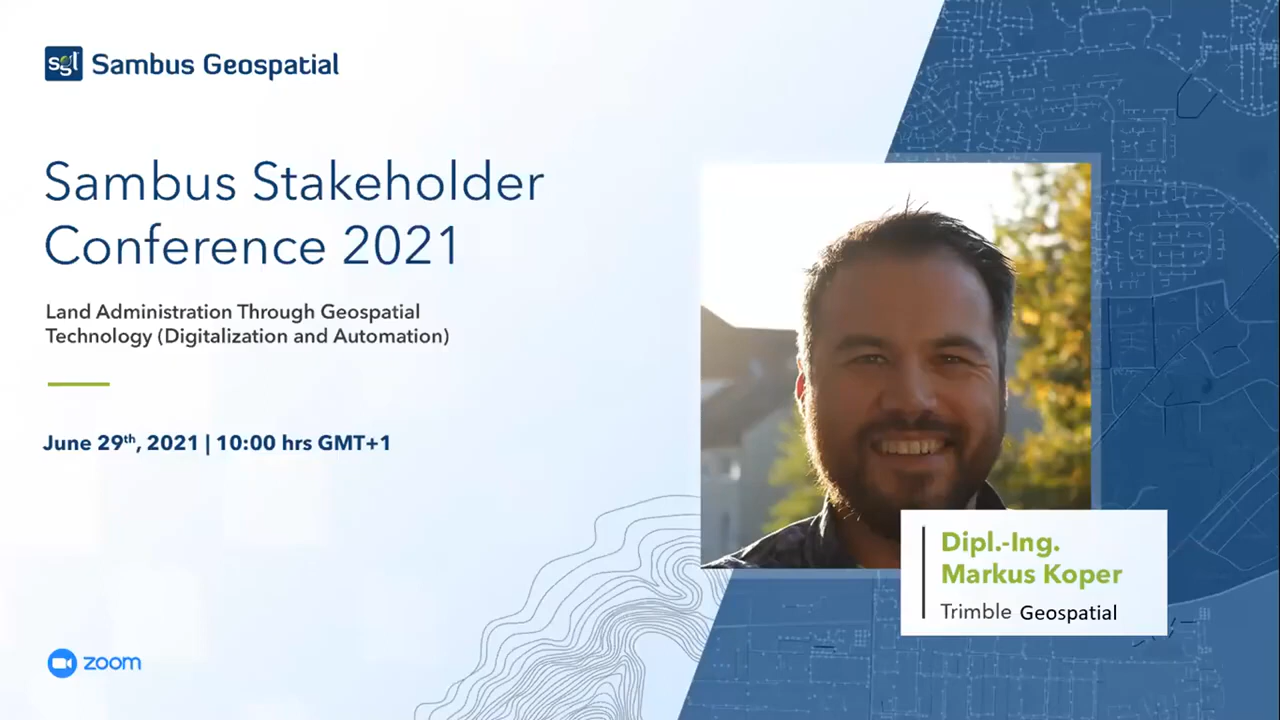 sgl Sambus Geospatial
Sambus Stakeholder
Conference 2021
Land Administration Through Geospatial
Technology (Digitalization and Automation)
June 29th, 2021 | 10:00 hrs GMT+1
Dipl.-Ing.
Markus Koper
Trimble Geospatial
zoom